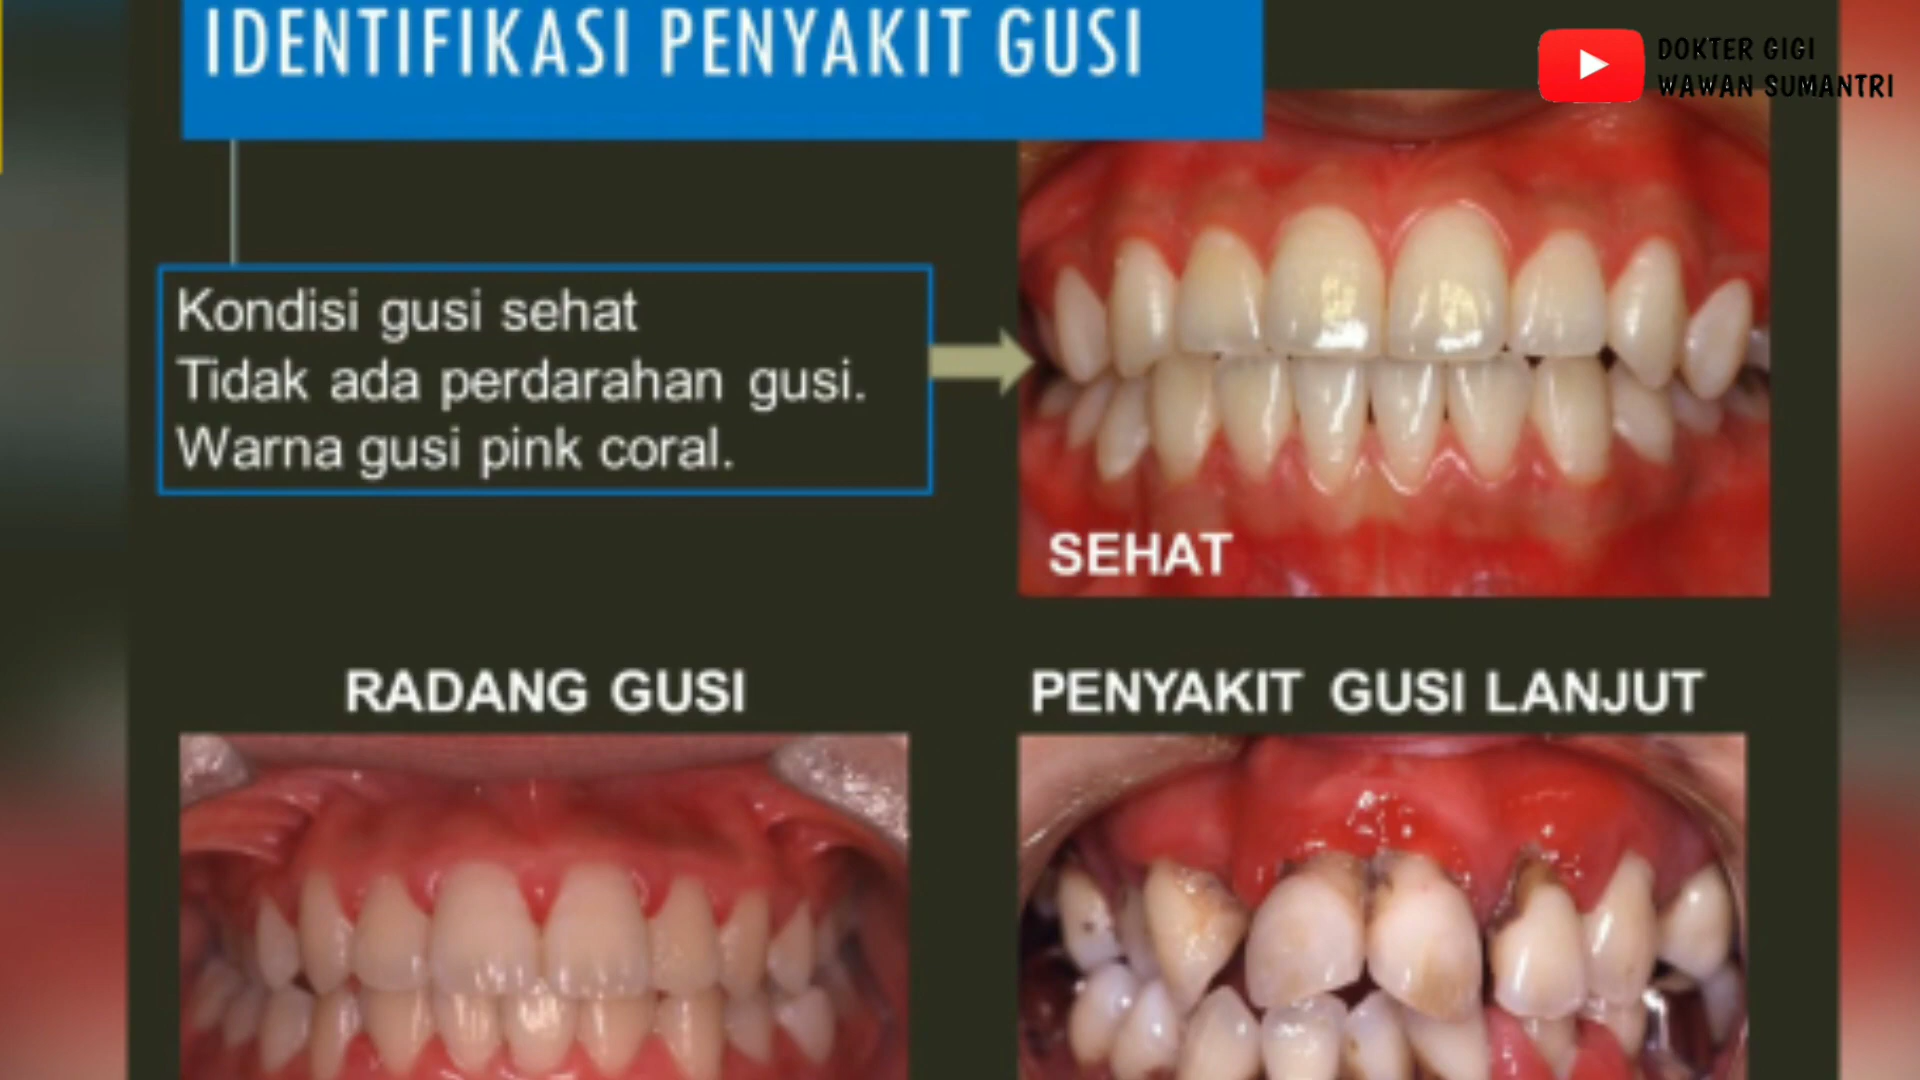 IDENTIFIKASI PENYAKIT GUSI
DOKTER GIGI
WAWAN SUMANTRI
Kondisi gusi sehat
Tidak ada perdarahan gusi.
Warna gusi pink coral.
SEHAT
RADANG GUSI
PENYAKIT GUSI LANJUT